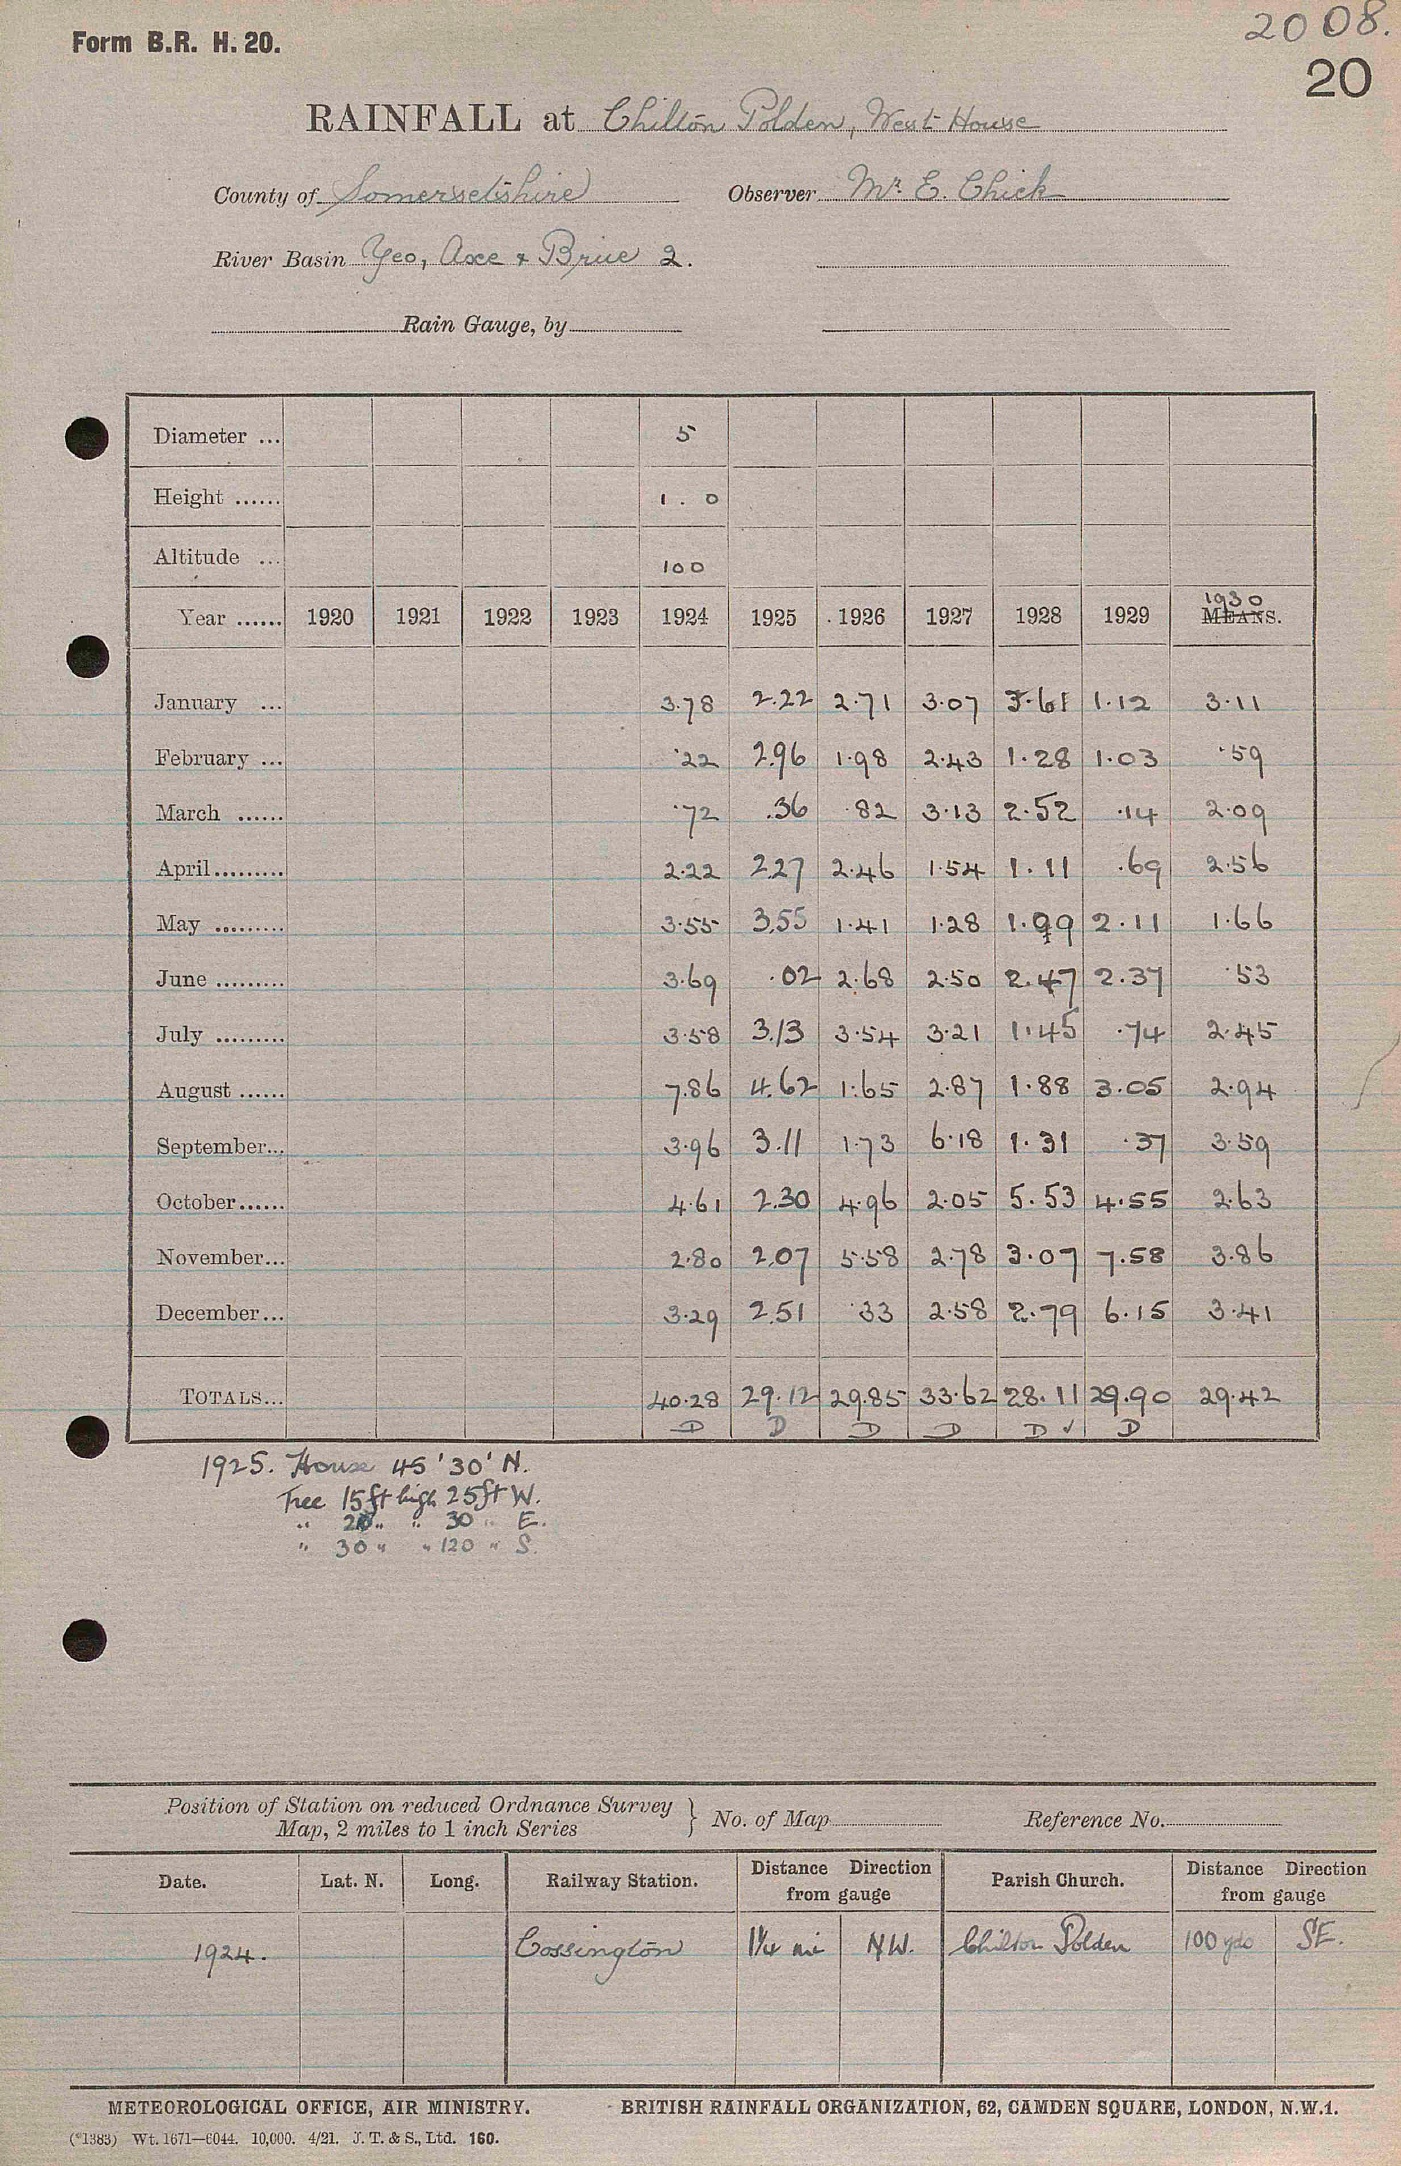 2008.
Form B.R. H. 20.
20
RAINFALL at Chilton Polden, West House
County of Somersetshire Observer Mr. E. Chick
River Basin Yeo, Axe & Brue 2.
Rain Gauge, by
Diameter ... 5
Height ...... 1 . 0
Altitude ... 100
1930
Year ...... 1920 1921 1922 1923 1924 1925 1926 1927 1928 1929 MEANS.
January ... 3.78 2.22 2.71 3.07 3.61 1.12 3.11
February ... .22 2.96 1.98 2.43 1.28 1.03 .59
March ...... .72 .36 .82 3.13 2.52 .14 2.09
April......... 2.22 2.27 2.46 1.54 1.11 .69 2.56
May ......... 3.55 3.55 1.41 1.28 1.09 2.11 1.66
June ......... 3.69 .02 2.68 2.50 2.47 2.37 .53
July ......... 3.58 3.13 3.54 3.21 1.45 .74 2.45
August ...... 7.86 4.62 1.65 2.87 1.88 3.05 2.94
September... 3.96 3.11 1.73 6.18 1.31 .37 3.59
October...... 4.61 2.30 4.96 2.05 5.53 4.55 2.63
November... 2.80 2.07 5.58 2.78 3.07 7.58 3.86
December... 3.29 2.51 .33 2.58 2.79 6.15 3.41
TOTALS... 40.28 29.12 29.85 33.62 28.11 29.90 29.42
D D D D D ✓ D
1925. House 45' 30' N.
Tree 15ft high 25ft W.
" 20 " " 30 " E.
" 30 " " 120 " S.
Position of Station on reduced Ordnance Survey
Map, 2 miles to 1 inch Series } No. of Map Reference No.
Date. Lat. N. Long. Railway Station. Distance from gauge Direction Parish Church. Distance from gauge Direction
1924. Cossington 1¼ mi N.W. Chilton Polden 100 yds SE.
METEOROLOGICAL OFFICE, AIR MINISTRY. BRITISH RAINFALL ORGANIZATION, 62, CAMDEN SQUARE, LONDON, N.W.1.
(*1383) Wt. 1671—6044. 10,000. 4/21. J. T. & S., Ltd. 160.